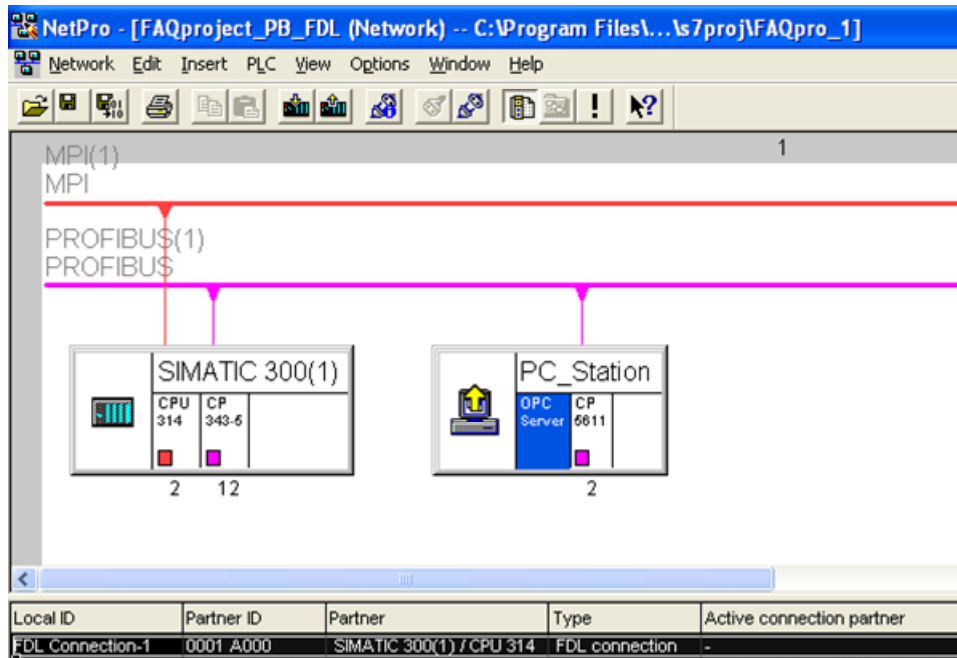 NetPro - [FAQproject_PB_FDL (Network) -- C:\Program Files\...\s7proj\FAQpro_1]
Network Edit Insert PLC View Options Window Help
1
MPI(1)
MPI
PROFIBUS(1)
PROFIBUS
SIMATIC 300(1)
CPU 314
CP 343-5
2 12
PC_Station
OPC Server
CP 5611
2
Local ID Partner ID Partner Type Active connection partner
FDL Connection-1 0001 A000 SIMATIC 300(1) / CPU 314 FDL connection -